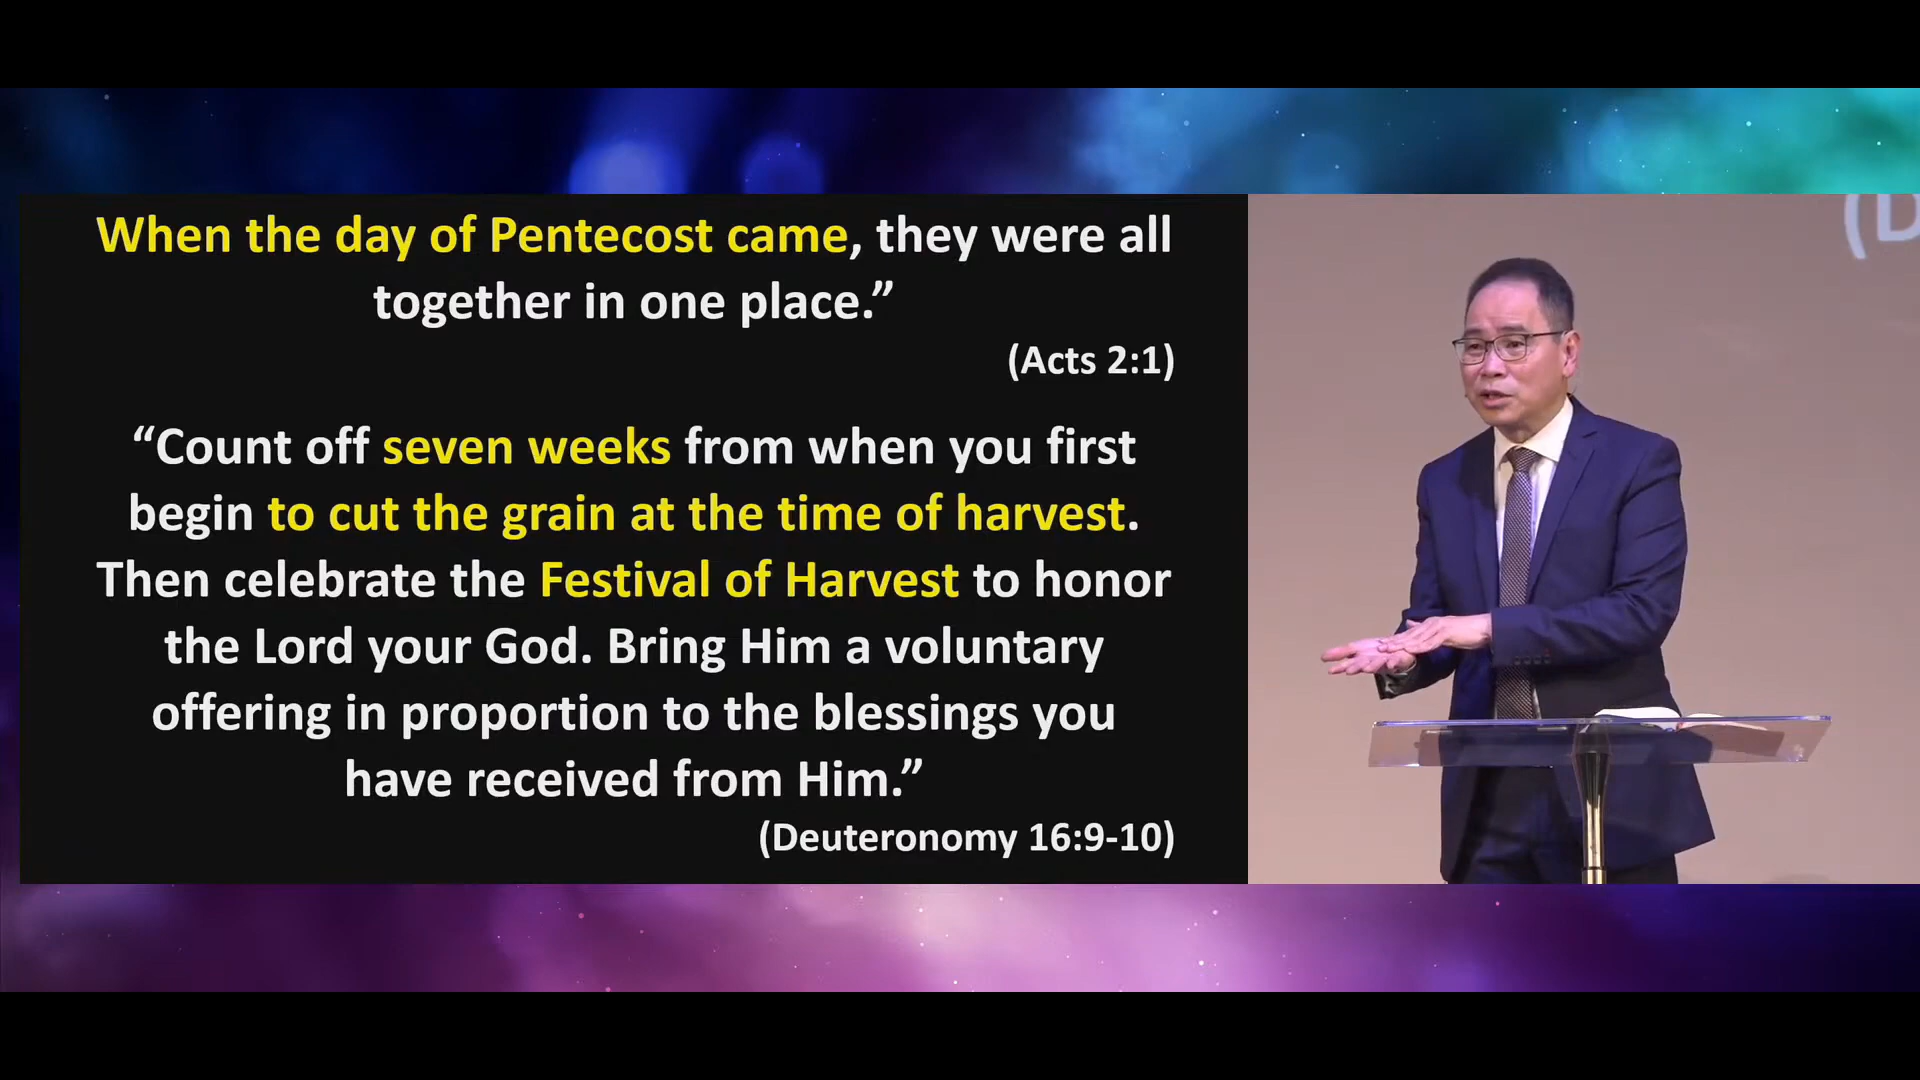 When the day of Pentecost came, they were all
together in one place.”
(Acts 2:1)
“Count off seven weeks from when you first
begin to cut the grain at the time of harvest.
Then celebrate the Festival of Harvest to honor
the Lord your God. Bring Him a voluntary
offering in proportion to the blessings you
have received from Him.”
(Deuteronomy 16:9-10)
(D